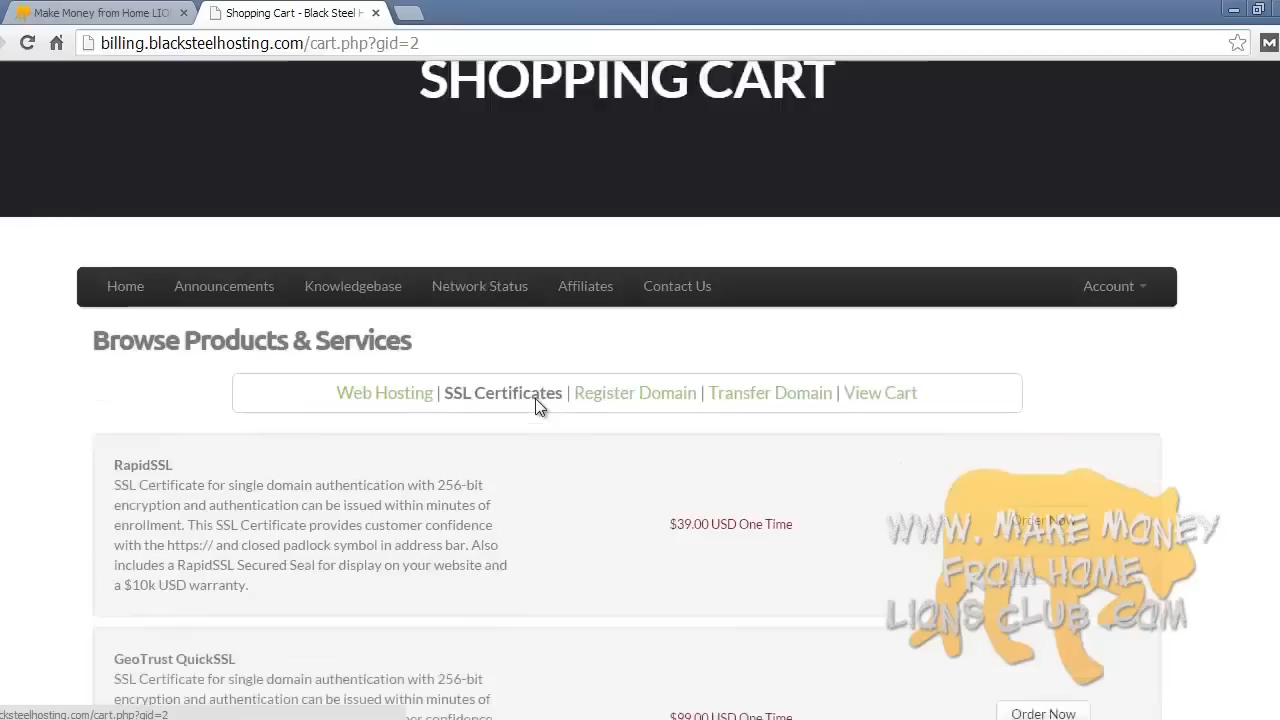 Make Money from Home LIO
Shopping Cart - Black Steel H
billing.blacksteelhosting.com/cart.php?gid=2
M
SHOPPING CART
Home Announcements Knowledgebase Network Status Affiliates Contact Us Account
Browse Products & Services
Web Hosting | SSL Certificates | Register Domain | Transfer Domain | View Cart
RapidSSL
SSL Certificate for single domain authentication with 256-bit
encryption and authentication can be issued within minutes of
enrollment. This SSL Certificate provides customer confidence
with the https:// and closed padlock symbol in address bar. Also
includes a RapidSSL Secured Seal for display on your website and
a $10k USD warranty.
$39.00 USD One Time
Order Now
WWW. MAKE MONEY
FROM HOME
LIONS CLUB .COM
GeoTrust QuickSSL
SSL Certificate for single domain authentication with 256-bit
encryption and authentication can be issued within minutes of
$99.00 USD One Time
Order Now
cksteelhosting.com/cart.php?gid=2